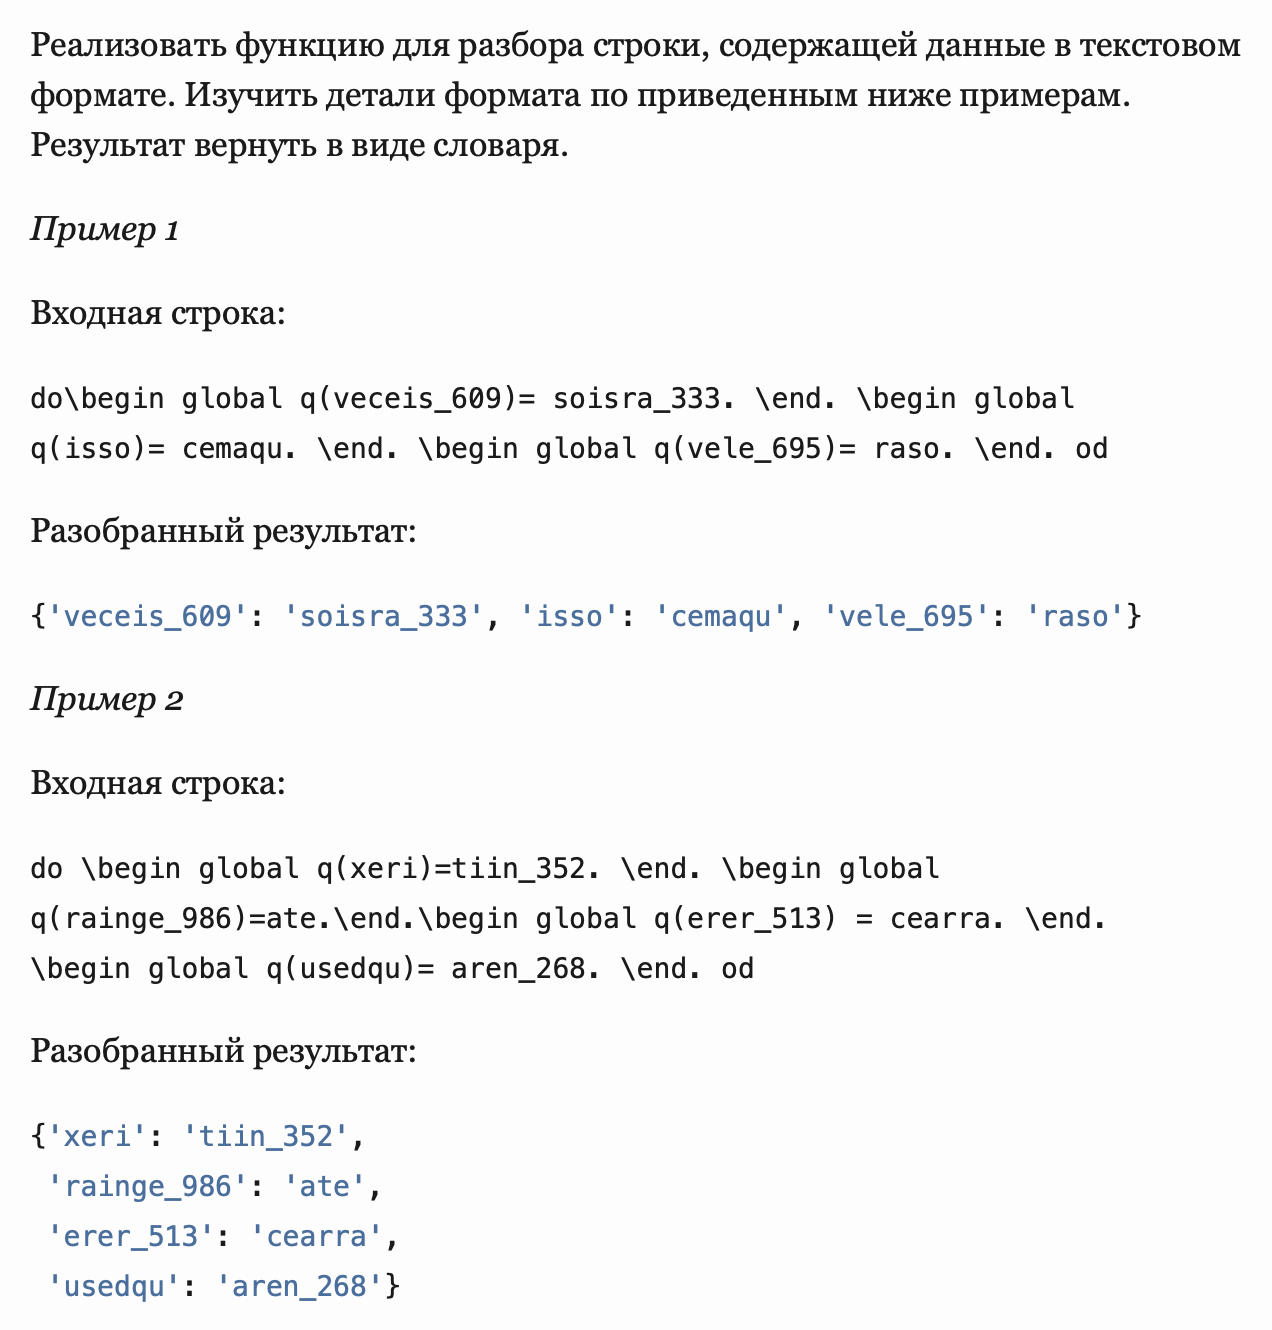 Реализовать функцию для разбора строки, содержащей данные в текстовом
формате. Изучить детали формата по приведенным ниже примерам.
Результат вернуть в виде словаря.
Пример 1
Входная строка:
do\begin global q(veceis_609)= soisra_333. \end. \begin global
q(isso)= cemaqu. \end. \begin global q(vele_695)= raso. \end. od
Разобранный результат:
{'veceis_609': 'soisra_333', 'isso': 'cemaqu', 'vele_695': 'raso'}
Пример 2
Входная строка:
do \begin global q(xeri)=tiin_352. \end. \begin global
q(rainge_986)=ate.\end.\begin global q(erer_513) = cearra. \end.
\begin global q(usedqu)= aren_268. \end. od
Разобранный результат:
{'xeri': 'tiin_352',
 'rainge_986': 'ate',
 'erer_513': 'cearra',
 'usedqu': 'aren_268'}